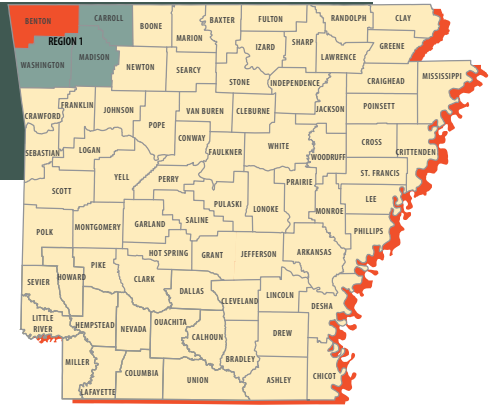 BENTON
CARROLL
BOONE
BAXTER
FULTON
RANDOLPH
CLAY
MARION
IZARD
SHARP
GREENE
REGION 1
WASHINGTON
MADISON
NEWTON
SEARCY
STONE
INDEPENDENCE
LAWRENCE
CRAIGHEAD
MISSISSIPPI
CRAWFORD
FRANKLIN
JOHNSON
POPE
VAN BUREN
CLEBURNE
JACKSON
POINSETT
SEBASTIAN
LOGAN
CONWAY
FAULKNER
WHITE
WOODRUFF
CROSS
CRITTENDEN
ST. FRANCIS
SCOTT
YELL
PERRY
PULASKI
LONOKE
PRAIRIE
MONROE
LEE
PHILLIPS
POLK
MONTGOMERY
GARLAND
SALINE
HOT SPRING
GRANT
JEFFERSON
ARKANSAS
SEVIER
HOWARD
PIKE
CLARK
DALLAS
CLEVELAND
LINCOLN
DESHA
LITTLE
RIVER
HEMPSTEAD
NEVADA
OUACHITA
CALHOUN
BRADLEY
DREW
MILLER
LAFAYETTE
COLUMBIA
UNION
ASHLEY
CHICOT